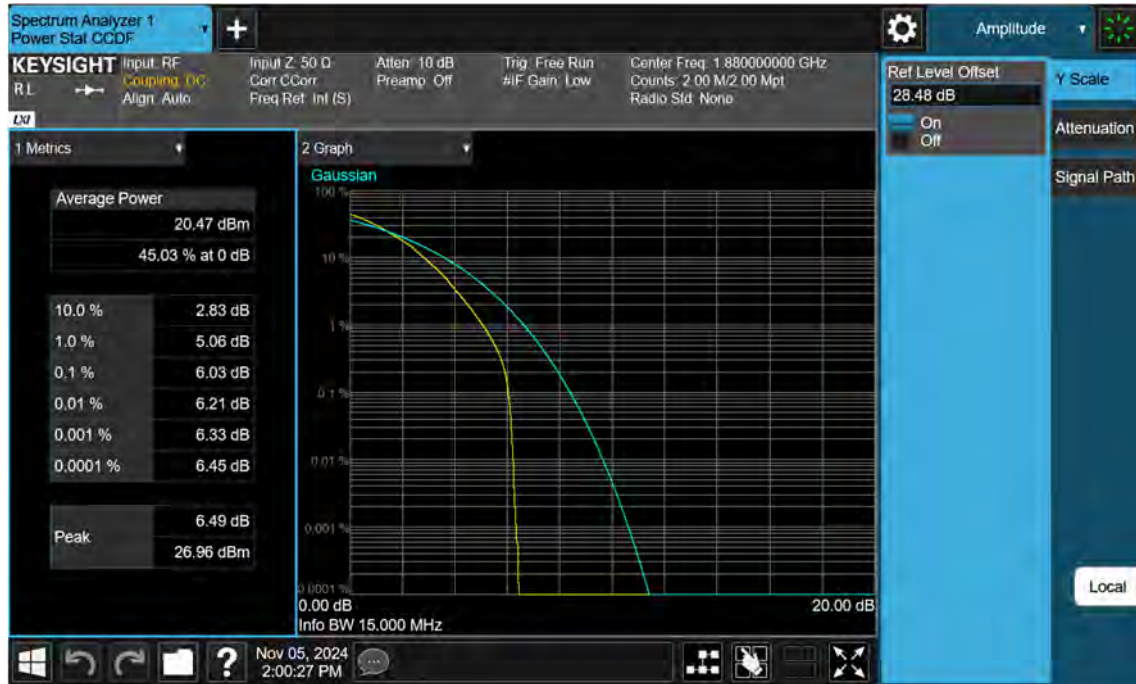 Spectrum Analyzer 1
Power Stat CCDF
+
Amplitude
KEYSIGHT
RL
LXI
Input: RF
Coupling: DC
Align: Auto
Input Z: 50 Ω
Corr CCorr
Freq Ref: Int (S)
Atten: 10 dB
Preamp: Off
Trig: Free Run
#IF Gain: Low
Center Freq: 1.880000000 GHz
Counts: 2.00 M/2.00 Mpt
Radio Std: None
Ref Level Offset
28.48 dB
On
Off
Y Scale
Attenuation
Signal Path
Local
1 Metrics
Average Power
20.47 dBm
45.03 % at 0 dB
10.0 % 2.83 dB
1.0 % 5.06 dB
0.1 % 6.03 dB
0.01 % 6.21 dB
0.001 % 6.33 dB
0.0001 % 6.45 dB
Peak
6.49 dB
26.96 dBm
2 Graph
Gaussian
100 %
10 %
1 %
0.1 %
0.01 %
0.001 %
0.0001 %
0.00 dB 20.00 dB
Info BW 15.000 MHz
?
Nov 05, 2024
2:00:27 PM